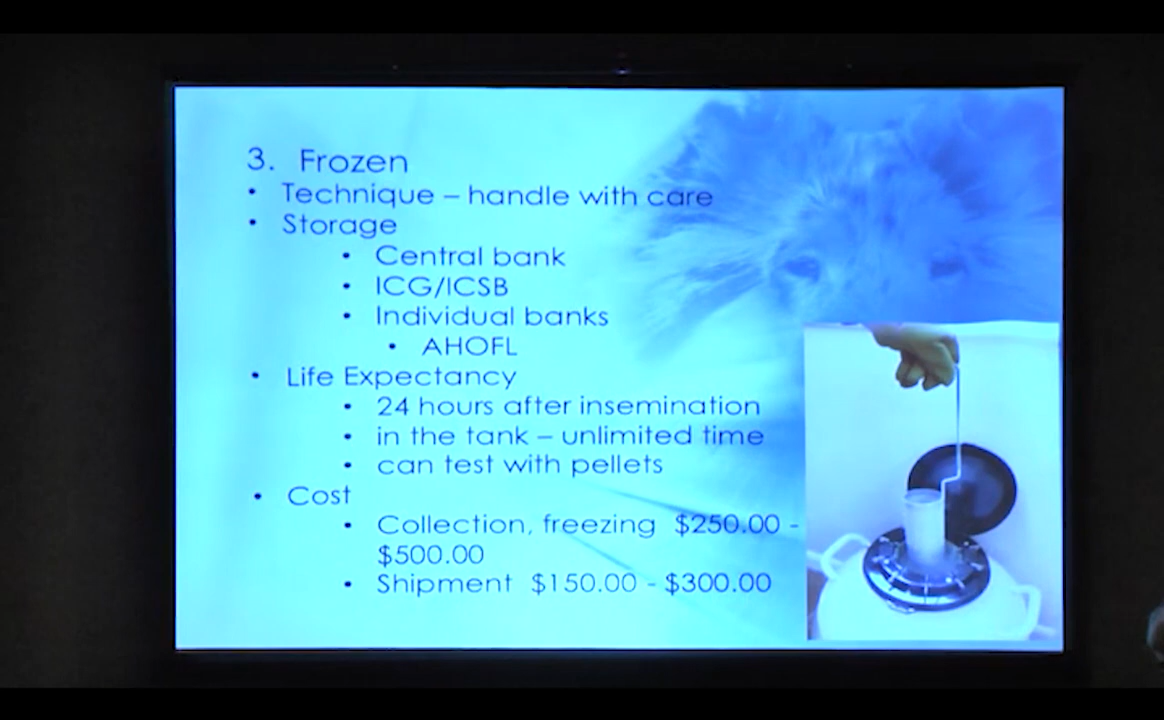 3. Frozen
• Technique – handle with care
• Storage
• Central bank
• ICG/ICSB
• Individual banks
• AHOFL
• Life Expectancy
• 24 hours after insemination
• in the tank – unlimited time
• can test with pellets
• Cost
• Collection, freezing $250.00 -
$500.00
• Shipment $150.00 - $300.00